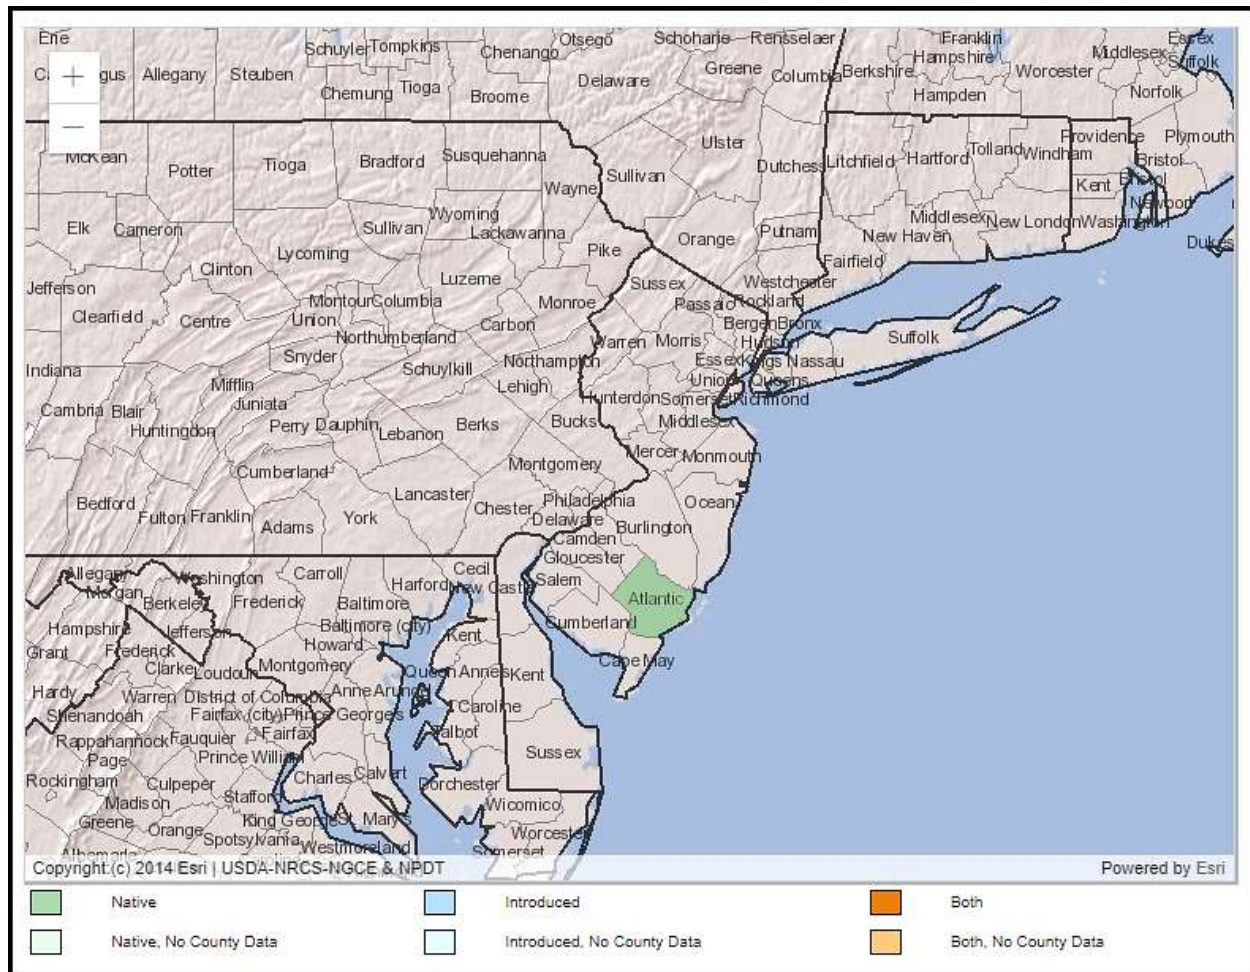 Erie Schuyler Tompkins Chenango Otsego Schoharie Rensselaer Franklin Essex
Hampshire Middlesex Suffolk
+ Allegany Steuben Delaware Greene Columbia Berkshire Worcester
Chemung Tioga Broome Hampden Norfolk
−
McKean Potter Tioga Bradford Susquehanna Ulster Providence Plymouth
Wayne Sullivan Dutchess Litchfield Hartford Tolland Windham Bristol
Kent Bristol
Elk Cameron Sullivan Wyoming Newport
Lackawanna Middlesex New London Washington
Lycoming Pike Orange Putnam New Haven Dukes
Clinton Luzerne Sussex Westchester Fairfield
Jefferson Montour Columbia Monroe Passaic Rockland
Clearfield Centre Union Carbon Bergen Bronx
Northumberland Warren Morris Hudson Suffolk
Snyder Schuylkill Northampton Essex Kings Nassau
Indiana Mifflin Lehigh Union Queens
Juniata Hunterdon Somerset Richmond
Cambria Blair Huntingdon Perry Dauphin Lebanon Berks Bucks Middlesex
Cumberland Montgomery Mercer Monmouth
Bedford Fulton Franklin Adams York Lancaster Chester Philadelphia Ocean
Delaware Burlington
Camden
Gloucester
Allegany Washington Carroll Cecil
Morgan Harford New Castle Salem
Berkeley Frederick Baltimore Atlantic
Hampshire Jefferson Baltimore (city) Cumberland
Grant Frederick Howard Kent
Clarke Loudoun Montgomery Queen Anne's Kent Cape May
Hardy Warren District of Columbia Anne Arundel
Shenandoah Fairfax (city) Prince George's Caroline
Rappahannock Fauquier Fairfax Talbot
Page Prince William Sussex
Rockingham Culpeper Charles Calvert Dorchester
Madison Stafford Wicomico
Greene Orange King George St. Mary's
Spotsylvania Worcester
Albemarle Westmoreland Somerset
Copyright:(c) 2014 Esri | USDA-NRCS-NGCE & NPDT Powered by Esri
Native Introduced Both
Native, No County Data Introduced, No County Data Both, No County Data